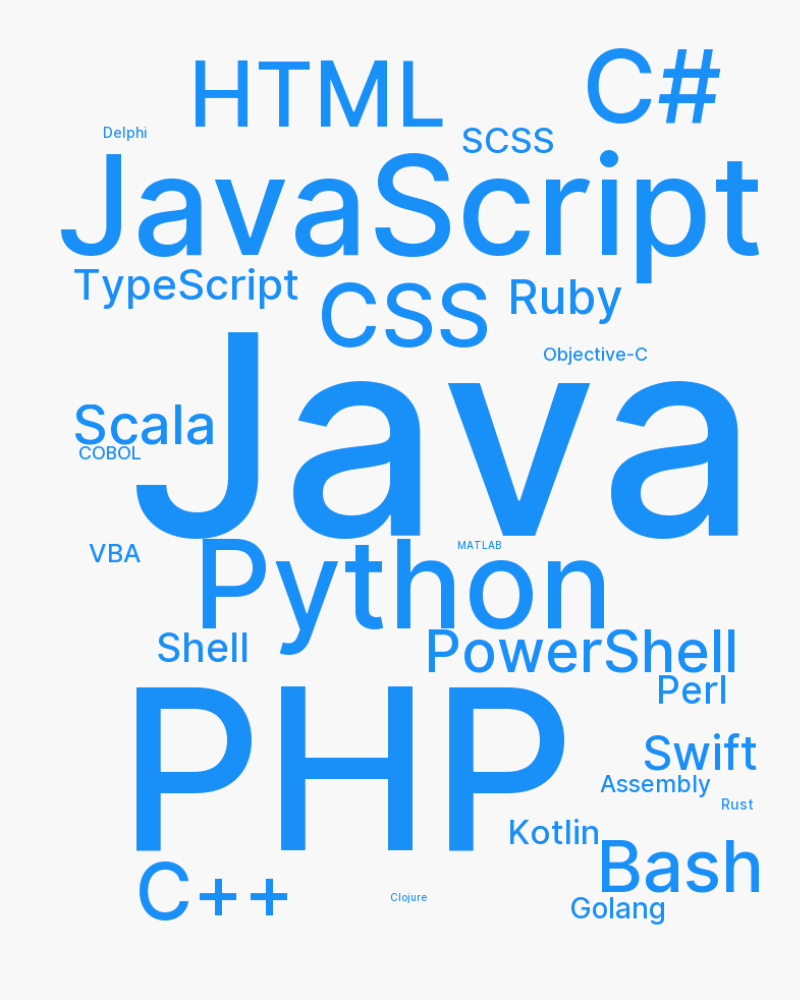 HTML
C#
Delphi
SCSS
JavaScript
TypeScript
CSS
Ruby
Objective-C
Java
Scala
COBOL
VBA
MATLAB
Python
Shell
PowerShell
Perl
PHP
Swift
Assembly
Rust
Kotlin
Bash
C++
Clojure
Golang